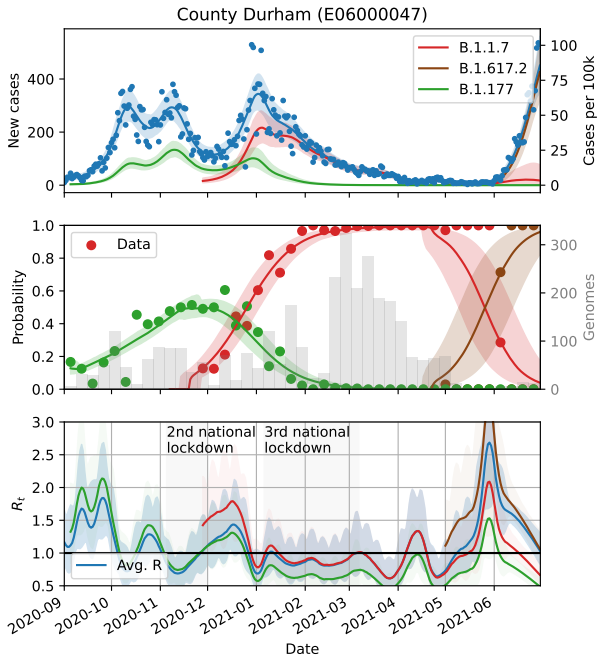 County Durham (E06000047)
New cases
400
200
0
B.1.1.7
B.1.617.2
B.1.177
100
75
50
25
0
Cases per 100k
Probability
1.0
0.8
0.6
0.4
0.2
0.0
Data
300
200
100
0
Genomes
R_t
3.0
2.5
2.0
1.5
1.0
0.5
2nd national
lockdown
3rd national
lockdown
Avg. R
2020-09
2020-10
2020-11
2020-12
2021-01
2021-02
2021-03
2021-04
2021-05
2021-06
Date